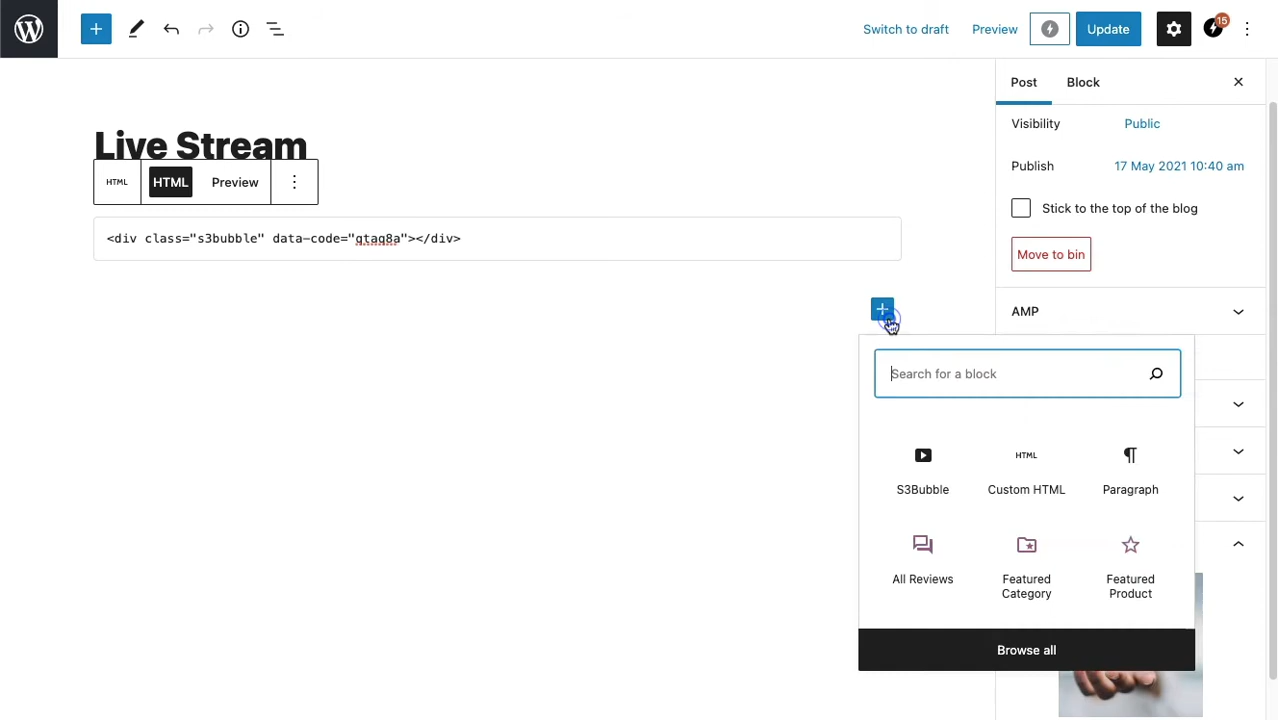 Switch to draft
Preview
Update
15
Post
Block
Visibility
Public
Publish
17 May 2021 10:40 am
Stick to the top of the blog
Move to bin
AMP
Live Stream
HTML
HTML
Preview
<div class="s3bubble" data-code="qtaq8a"></div>
Search for a block
S3Bubble
HTML
Custom HTML
Paragraph
All Reviews
Featured
Category
Featured
Product
Browse all